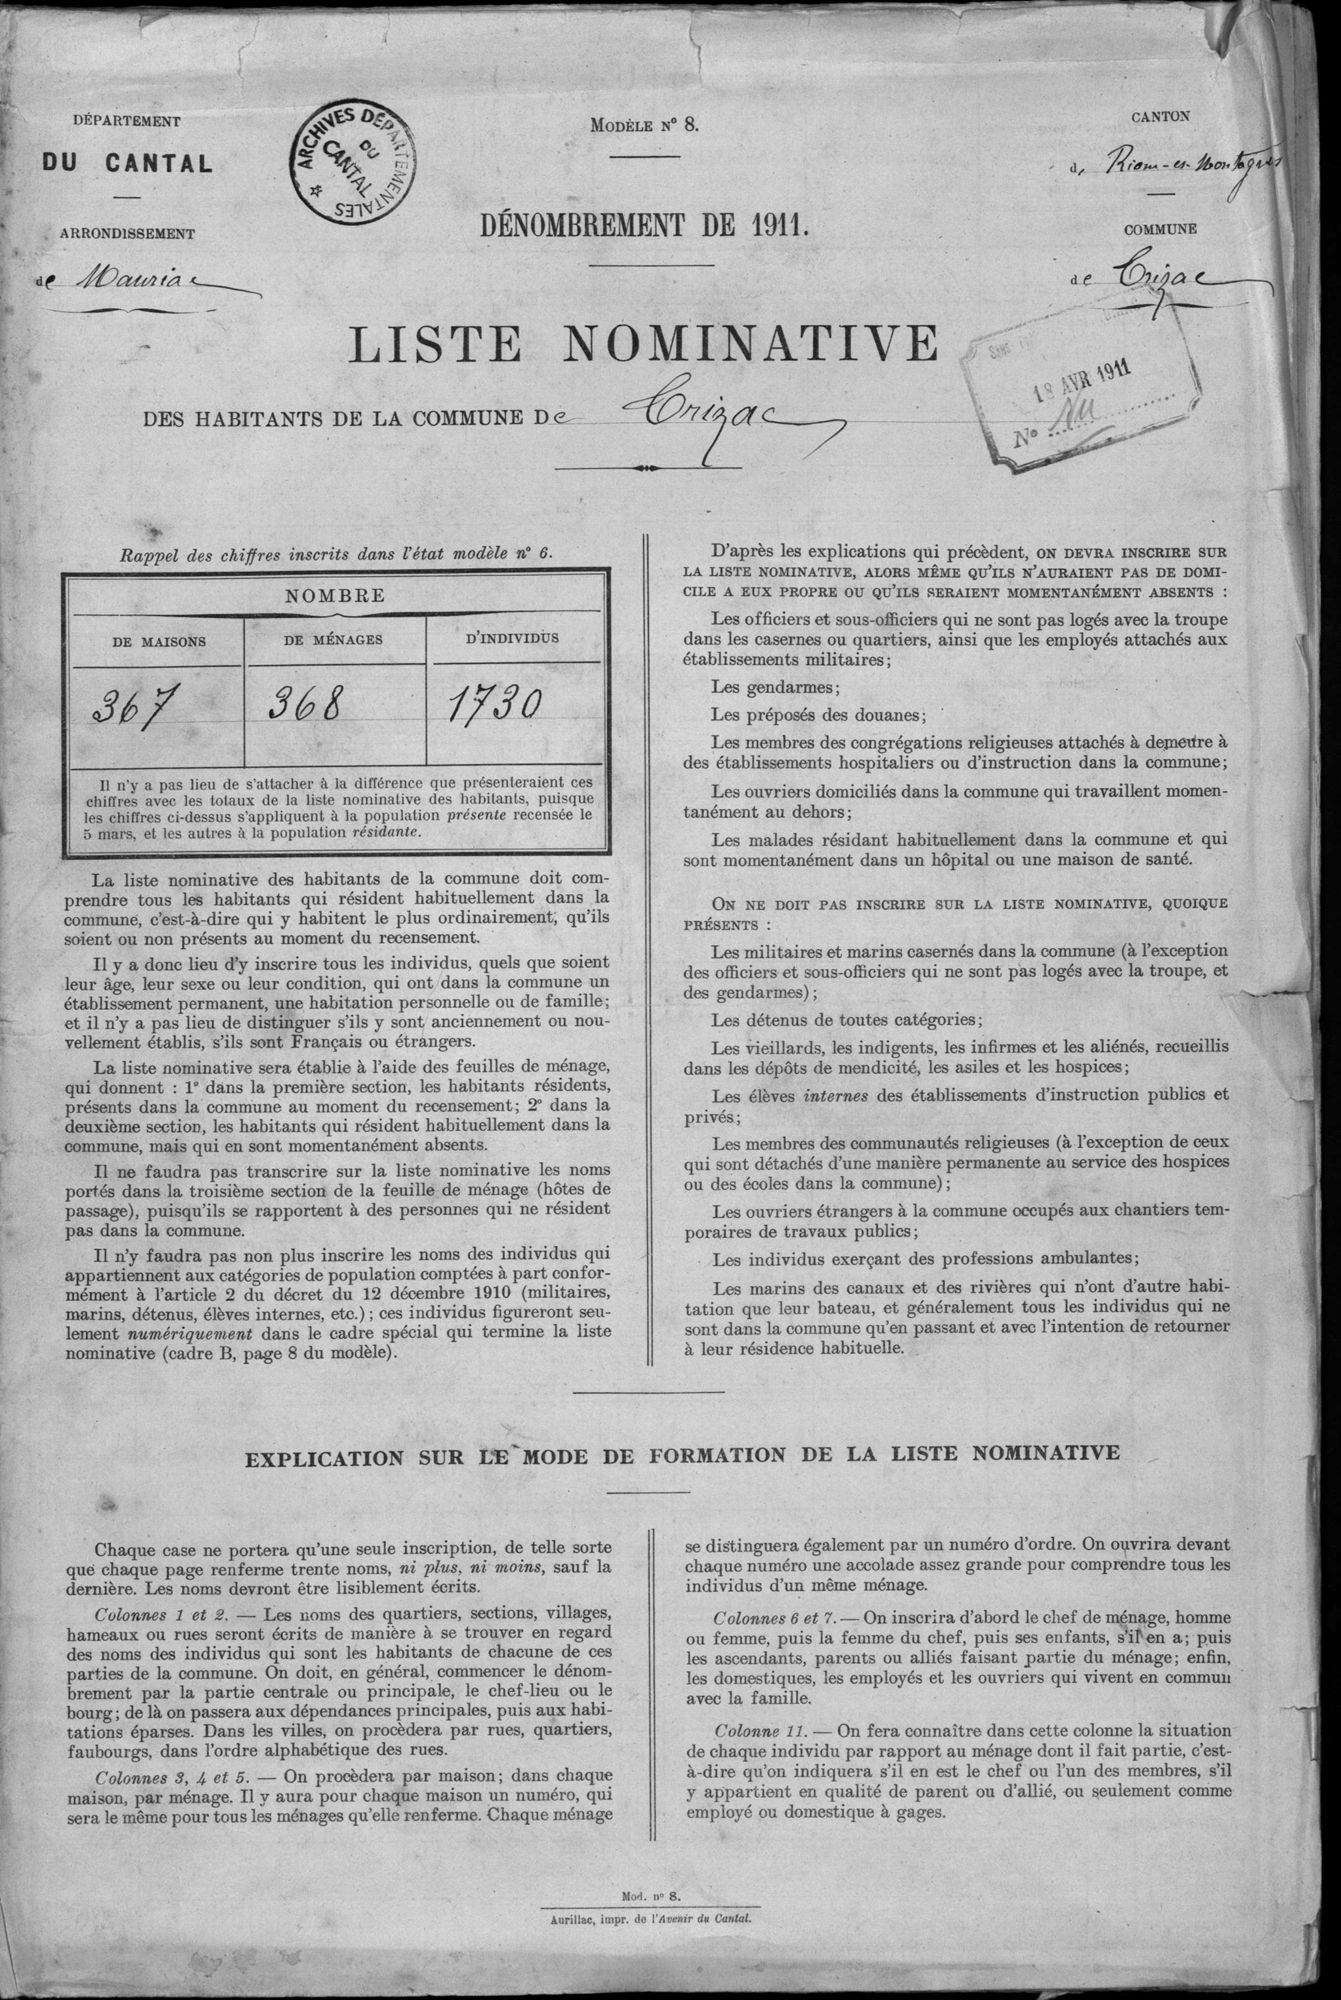 DÉPARTEMENT
DU CANTAL
ARRONDISSEMENT
de Mauriac
ARCHIVES DÉPARTEMENTALES
DU
CANTAL
MODÈLE N° 8.
DÉNOMBREMENT DE 1911.
CANTON
de Riom-es-Montagnes
COMMUNE
de Trizac
LISTE NOMINATIVE
DES HABITANTS DE LA COMMUNE De Trizac
18 AVR 1911
N°
Rappel des chiffres inscrits dans l'état modèle n° 6.
NOMBRE
DE MAISONS
DE MÉNAGES
D'INDIVIDUS
367
368
1730
Il n'y a pas lieu de s'attacher à la différence que présenteraient ces
chiffres avec les totaux de la liste nominative des habitants, puisque
les chiffres ci-dessus s'appliquent à la population présente recensée le
5 mars, et les autres à la population résidante.
La liste nominative des habitants de la commune doit com-
prendre tous les habitants qui résident habituellement dans la
commune, c'est-à-dire qui y habitent le plus ordinairement, qu'ils
soient ou non présents au moment du recensement.
Il y a donc lieu d'y inscrire tous les individus, quels que soient
leur âge, leur sexe ou leur condition, qui ont dans la commune un
établissement permanent, une habitation personnelle ou de famille;
et il n'y a pas lieu de distinguer s'ils y sont anciennement ou nou-
vellement établis, s'ils sont Français ou étrangers.
La liste nominative sera établie à l'aide des feuilles de ménage,
qui donnent : 1° dans la première section, les habitants résidents,
présents dans la commune au moment du recensement; 2° dans la
deuxième section, les habitants qui résident habituellement dans la
commune, mais qui en sont momentanément absents.
Il ne faudra pas transcrire sur la liste nominative les noms
portés dans la troisième section de la feuille de ménage (hôtes de
passage), puisqu'ils se rapportent à des personnes qui ne résident
pas dans la commune.
Il n'y faudra pas non plus inscrire les noms des individus qui
appartiennent aux catégories de population comptées à part confor-
mément à l'article 2 du décret du 12 décembre 1910 (militaires,
marins, détenus, élèves internes, etc.); ces individus figureront seu-
lement numériquement dans le cadre spécial qui termine la liste
nominative (cadre B, page 8 du modèle).
D'après les explications qui précèdent, ON DEVRA INSCRIRE SUR
LA LISTE NOMINATIVE, ALORS MÊME QU'ILS N'AURAIENT PAS DE DOMI-
CILE A EUX PROPRE OU QU'ILS SERAIENT MOMENTANÉMENT ABSENTS :
Les officiers et sous-officiers qui ne sont pas logés avec la troupe
dans les casernes ou quartiers, ainsi que les employés attachés aux
établissements militaires;
Les gendarmes;
Les préposés des douanes;
Les membres des congrégations religieuses attachés à demeure à
des établissements hospitaliers ou d'instruction dans la commune;
Les ouvriers domiciliés dans la commune qui travaillent momen-
tanément au dehors;
Les malades résidant habituellement dans la commune et qui
sont momentanément dans un hôpital ou une maison de santé.
ON NE DOIT PAS INSCRIRE SUR LA LISTE NOMINATIVE, QUOIQUE
PRÉSENTS :
Les militaires et marins casernés dans la commune (à l'exception
des officiers et sous-officiers qui ne sont pas logés avec la troupe, et
des gendarmes);
Les détenus de toutes catégories;
Les vieillards, les indigents, les infirmes et les aliénés, recueillis
dans les dépôts de mendicité, les asiles et les hospices;
Les élèves internes des établissements d'instruction publics et
privés;
Les membres des communautés religieuses (à l'exception de ceux
qui sont détachés d'une manière permanente au service des hospices
ou des écoles dans la commune);
Les ouvriers étrangers à la commune occupés aux chantiers tem-
poraires de travaux publics;
Les individus exerçant des professions ambulantes;
Les marins des canaux et des rivières qui n'ont d'autre habi-
tation que leur bateau, et généralement tous les individus qui ne
sont dans la commune qu'en passant et avec l'intention de retourner
à leur résidence habituelle.
EXPLICATION SUR LE MODE DE FORMATION DE LA LISTE NOMINATIVE
Chaque case ne portera qu'une seule inscription, de telle sorte
que chaque page renferme trente noms, ni plus, ni moins, sauf la
dernière. Les noms devront être lisiblement écrits.
Colonnes 1 et 2. — Les noms des quartiers, sections, villages,
hameaux ou rues seront écrits de manière à se trouver en regard
des noms des individus qui sont les habitants de chacune de ces
parties de la commune. On doit, en général, commencer le dénom-
brement par la partie centrale ou principale, le chef-lieu ou le
bourg; de là on passera aux dépendances principales, puis aux habi-
tations éparses. Dans les villes, on procèdera par rues, quartiers,
faubourgs, dans l'ordre alphabétique des rues.
Colonnes 3, 4 et 5. — On procèdera par maison; dans chaque
maison, par ménage. Il y aura pour chaque maison un numéro, qui
sera le même pour tous les ménages qu'elle renferme. Chaque ménage
se distinguera également par un numéro d'ordre. On ouvrira devant
chaque numéro une accolade assez grande pour comprendre tous les
individus d'un même ménage.
Colonnes 6 et 7. — On inscrira d'abord le chef de ménage, homme
ou femme, puis la femme du chef, puis ses enfants, s'il en a; puis
les ascendants, parents ou alliés faisant partie du ménage; enfin,
les domestiques, les employés et les ouvriers qui vivent en commun
avec la famille.
Colonne 11. — On fera connaître dans cette colonne la situation
de chaque individu par rapport au ménage dont il fait partie, c'est-
à-dire qu'on indiquera s'il en est le chef ou l'un des membres, s'il
y appartient en qualité de parent ou d'allié, ou seulement comme
employé ou domestique à gages.
Mod. n° 8.
Aurillac, impr. de l'Avenir du Cantal.